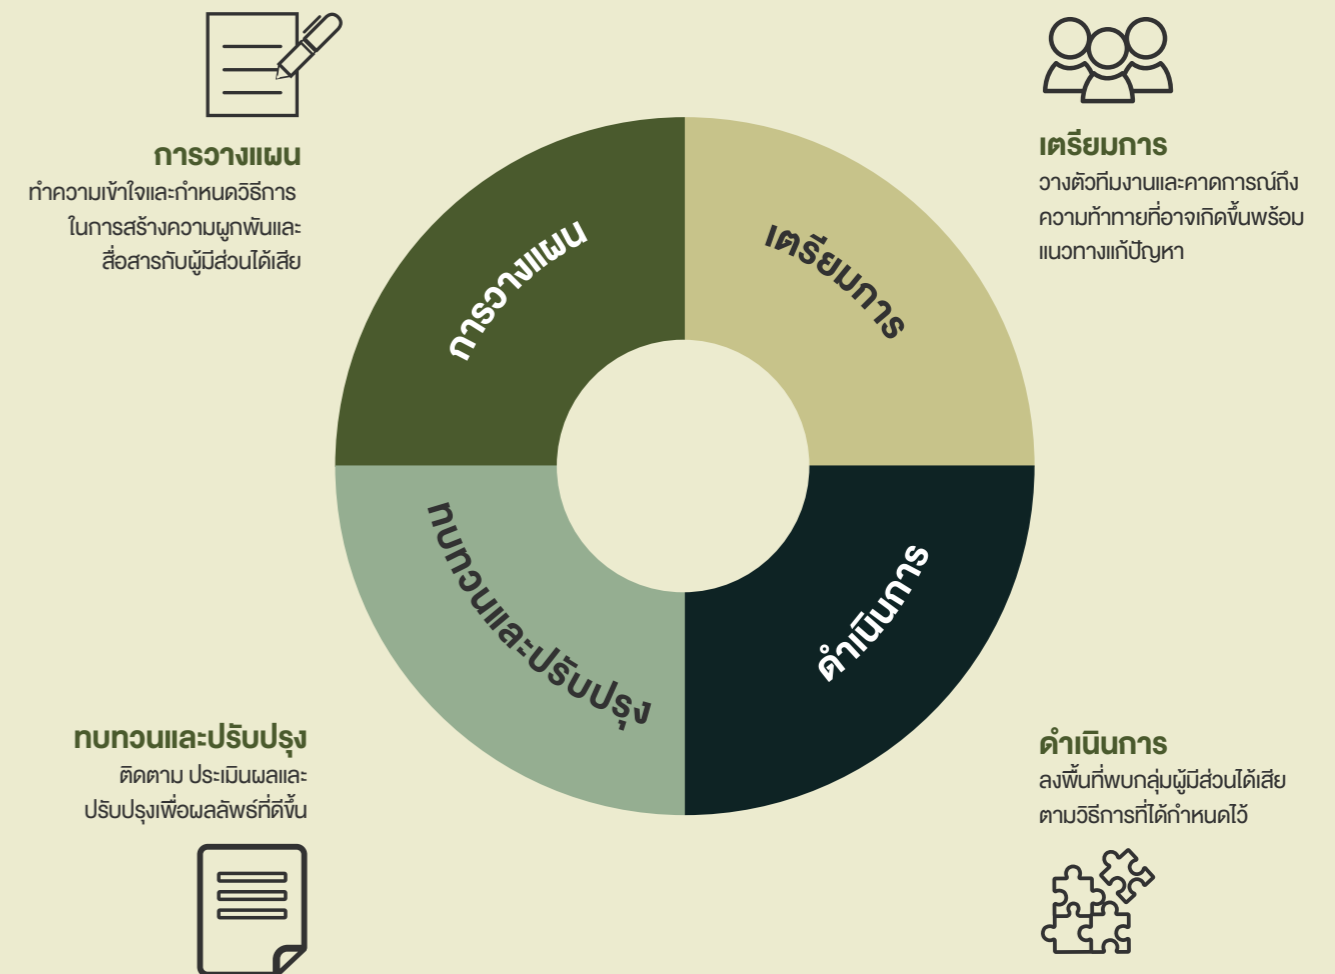 การวางแผน
ทำความเข้าใจและกำหนดวิธีการ
ในการสร้างความผูกพันและ
สื่อสารกับผู้มีส่วนได้เสีย
เตรียมการ
วางตัวทีมงานและคาดการณ์ถึง
ความท้าทายที่อาจเกิดขึ้นพร้อม
แนวทางแก้ปัญหา
การวางแผน
เตรียมการ
ทบทวนและปรับปรุง
ดำเนินการ
ทบทวนและปรับปรุง
ติดตาม ประเมินผลและ
ปรับปรุงเพื่อผลลัพธ์ที่ดีขึ้น
ดำเนินการ
ลงพื้นที่พบกลุ่มผู้มีส่วนได้เสีย
ตามวิธีการที่ได้กำหนดไว้